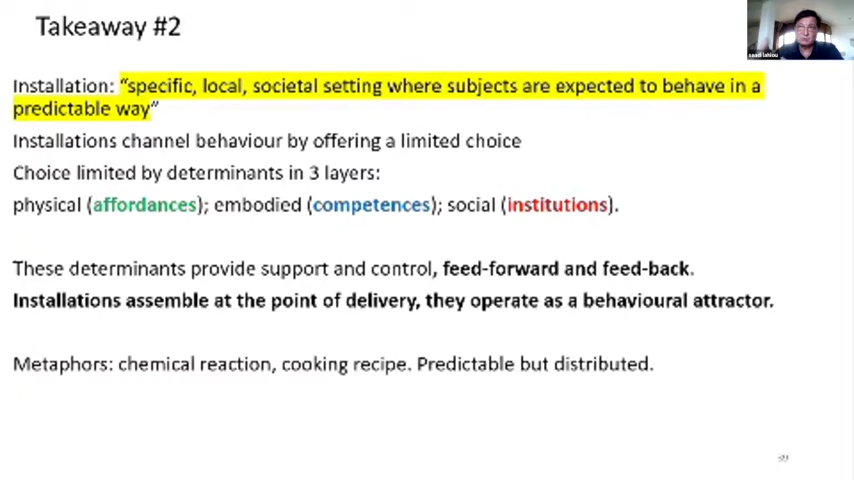 Takeaway #2
saadi lahlou
Installation: “specific, local, societal setting where subjects are expected to behave in a
predictable way”
Installations channel behaviour by offering a limited choice
Choice limited by determinants in 3 layers:
physical (affordances); embodied (competences); social (institutions).
These determinants provide support and control, feed-forward and feed-back.
Installations assemble at the point of delivery, they operate as a behavioural attractor.
Metaphors: chemical reaction, cooking recipe. Predictable but distributed.